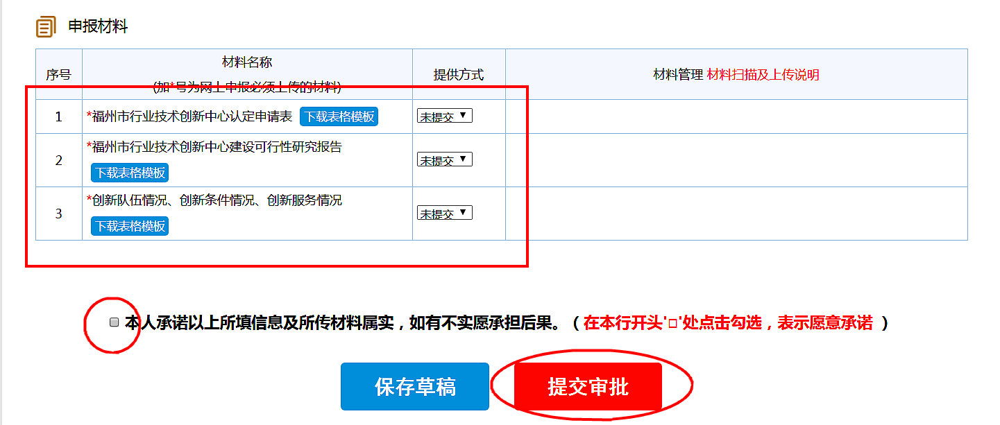 申报材料
序号
材料名称
(加*号为网上申报必须上传的材料)
提供方式
材料管理 材料扫描及上传说明
1
*福州市行业技术创新中心认定申请表 下载表格模板
未提交
2
*福州市行业技术创新中心建设可行性研究报告
下载表格模板
未提交
3
*创新队伍情况、创新条件情况、创新服务情况
下载表格模板
未提交
本人承诺以上所填信息及所传材料属实，如有不实愿承担后果。（在本行开头'□'处点击勾选，表示愿意承诺 ）
保存草稿
提交审批